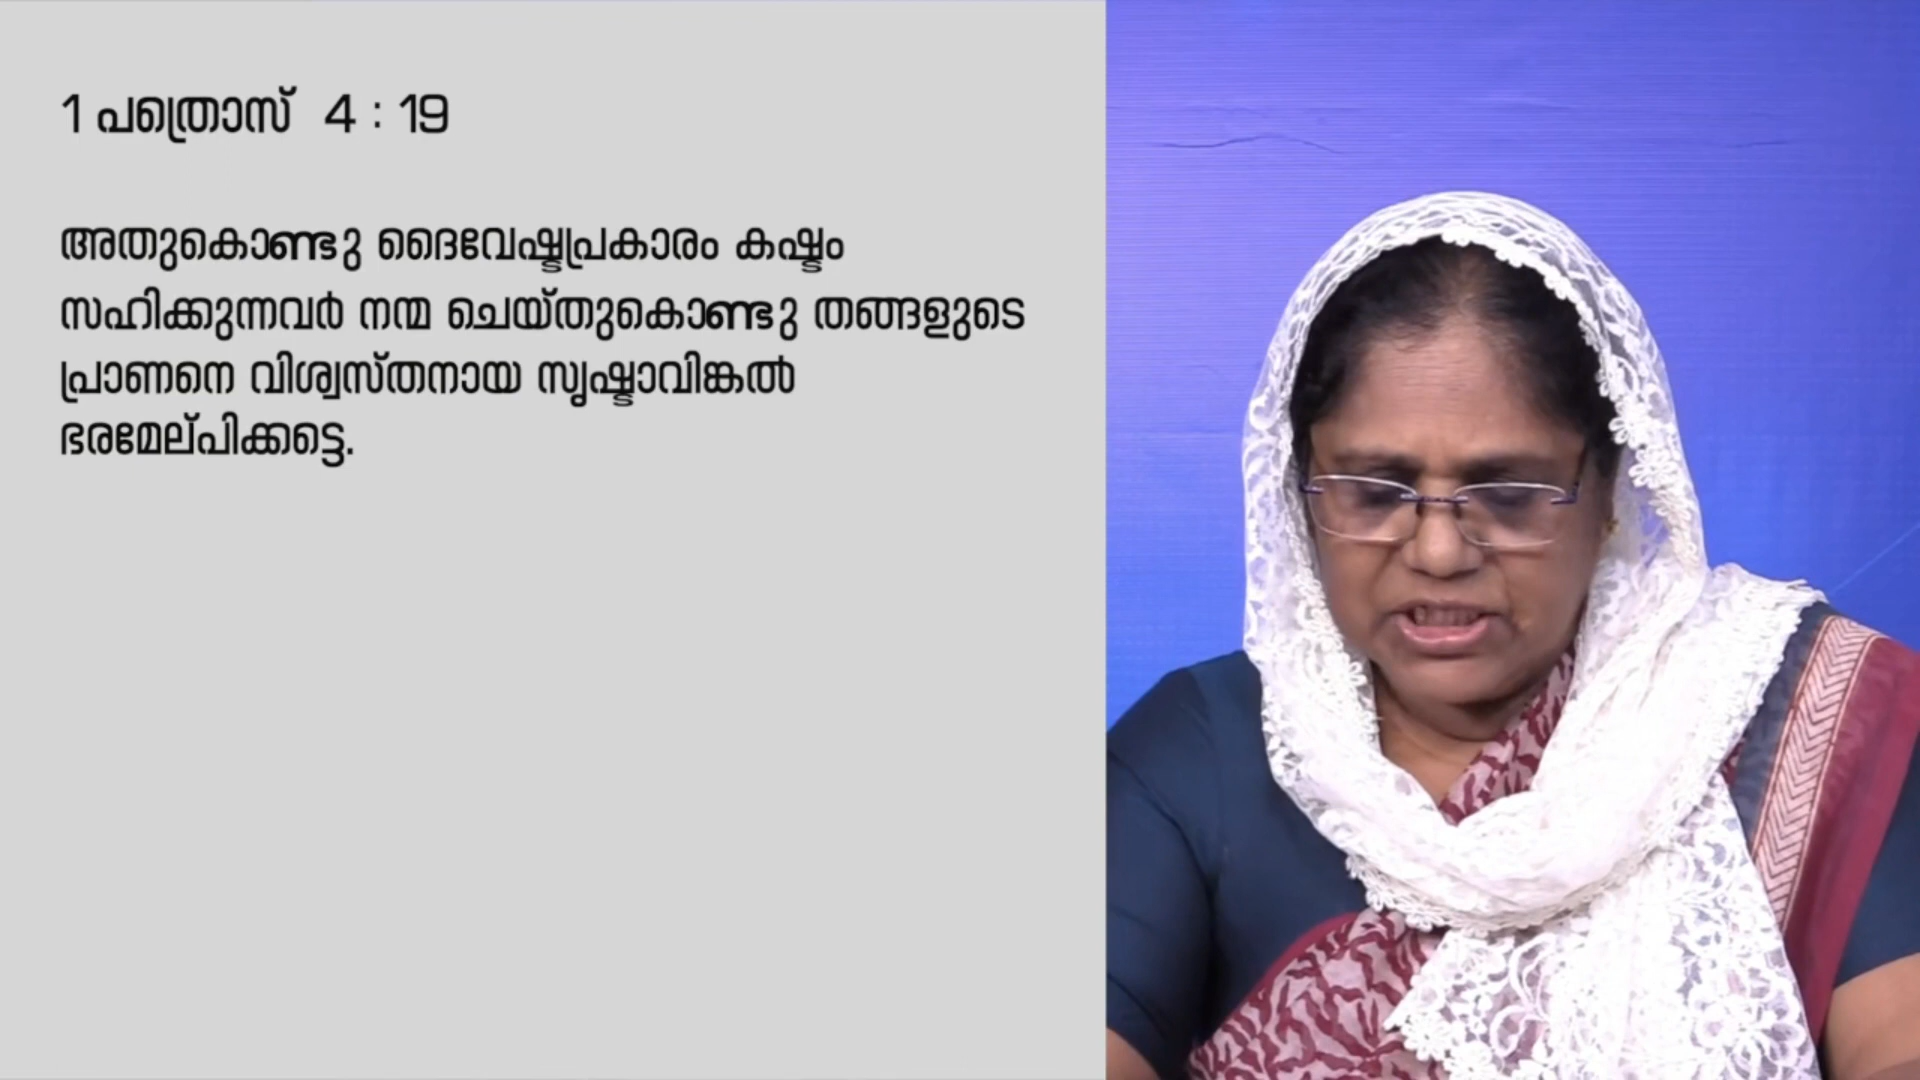 1 പത്രൊസ് 4 : 19
അതുകൊണ്ടു ദൈവേഷ്ടപ്രകാരം കഷ്ടം
സഹിക്കുന്നവർ നന്മ ചെയ്തുകൊണ്ടു തങ്ങളുടെ
പ്രാണനെ വിശ്വസ്തനായ സൃഷ്ടാവിങ്കൽ
ഭരമേല്പിക്കട്ടെ.